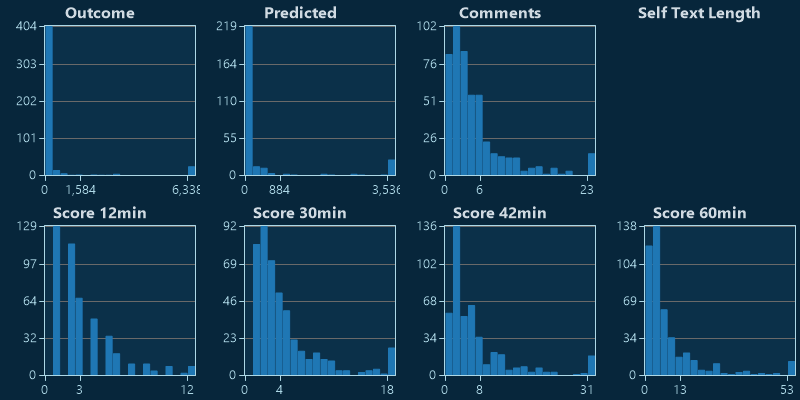 Outcome
404
303
202
101
0
0 1,584 6,338
Predicted
219
164
110
55
0
0 884 3,536
Comments
102
76
51
26
0
0 6 23
Self Text Length
Score 12min
129
97
64
32
0
0 3 12
Score 30min
92
69
46
23
0
0 4 18
Score 42min
136
102
68
34
0
0 8 31
Score 60min
138
104
69
34
0
0 13 53